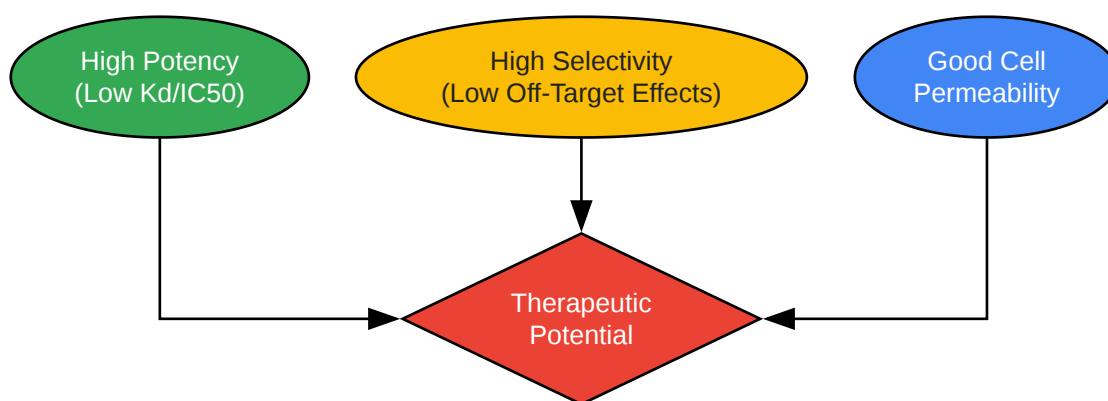 High Potency
(Low Kd/IC50)
High Selectivity
(Low Off-Target Effects)
Good Cell
Permeability
Therapeutic
Potential